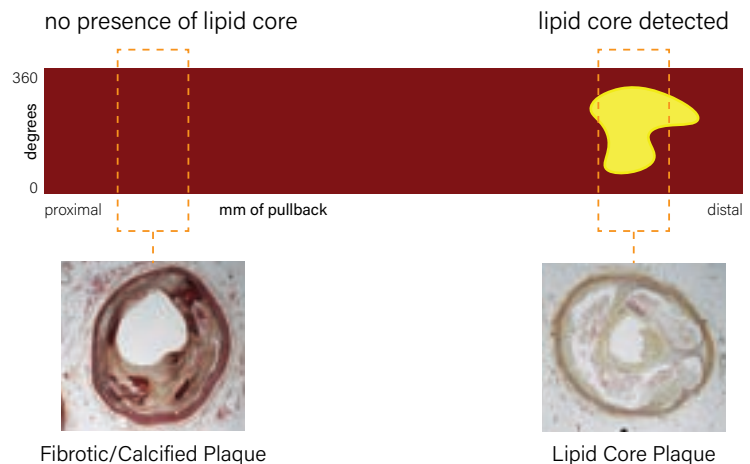 no presence of lipid core
lipid core detected
360
degrees
0
proximal
mm of pullback
distal
Fibrotic/Calcified Plaque
Lipid Core Plaque